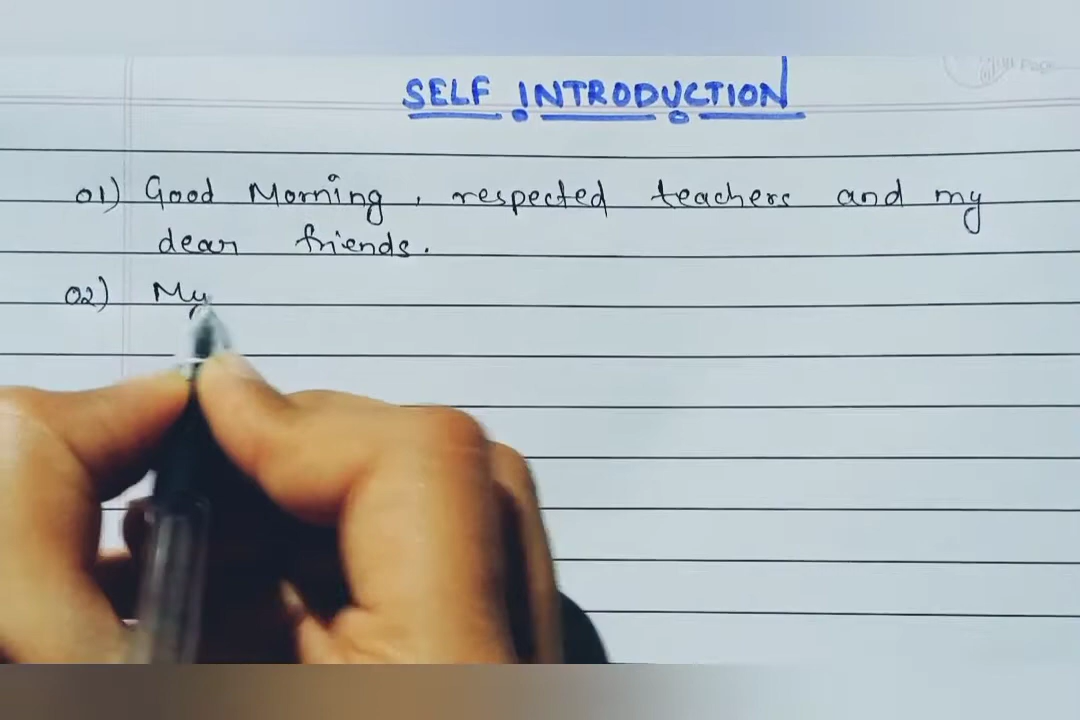 SELF INTRODUCTION
01) Good Morning, respected teachers and my
dear friends.
02) My